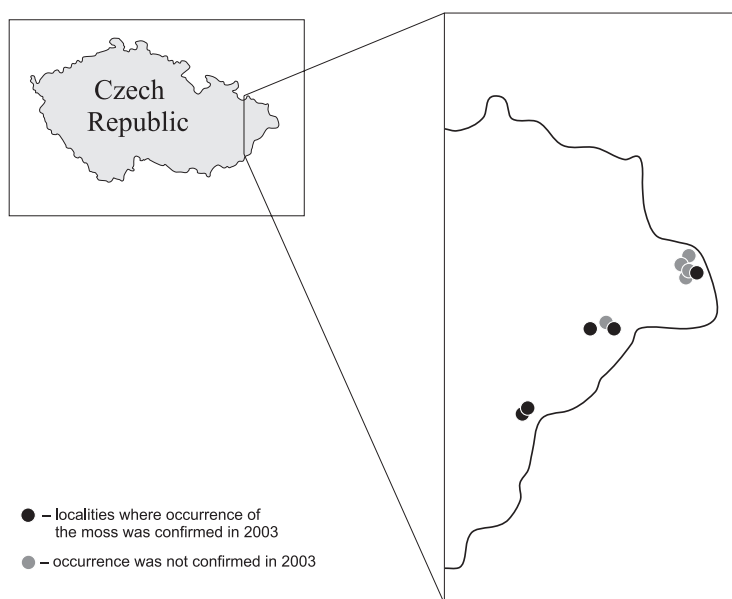 Czech
Republic
– localities where occurrence of
the moss was confirmed in 2003
– occurrence was not confirmed in 2003